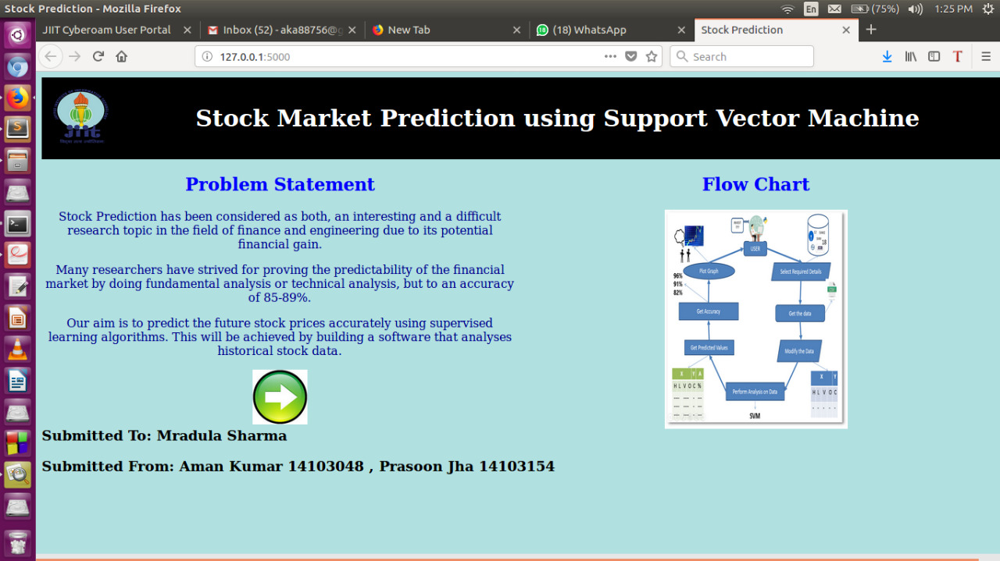 Stock Prediction - Mozilla Firefox
En
(75%)
1:25 PM
JIIT Cyberoam User Portal
Inbox (52) - aka88756@g
New Tab
18
(18) WhatsApp
Stock Prediction
127.0.0.1:5000
Search
JIIT
Stock Market Prediction using Support Vector Machine
Problem Statement
Stock Prediction has been considered as both, an interesting and a difficult
research topic in the field of finance and engineering due to its potential
financial gain.
Many researchers have strived for proving the predictability of the financial
market by doing fundamental analysis or technical analysis, but to an accuracy
of 85-89%.
Our aim is to predict the future stock prices accurately using supervised
learning algorithms. This will be achieved by building a software that analyses
historical stock data.
Submitted To: Mradula Sharma
Submitted From: Aman Kumar 14103048 , Prasoon Jha 14103154
Flow Chart
USER
18
Plot Graph
Select Required Details
96%
91%
82%
Get Accuracy
Get the data
Get Predicted Values
Modify the Data
X Y A
H L V O C %
Perform Analysis on Data
X Y
H L V O C
SVM